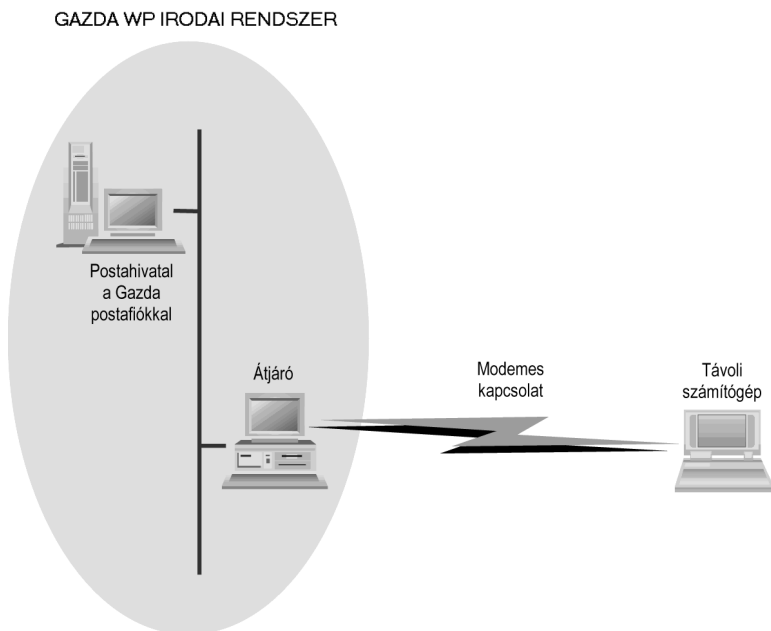 GAZDA WP IRODAI RENDSZER
Postahivatal
a Gazda
postafiókkal
Átjáró
Modemes
kapcsolat
Távoli
számítógép